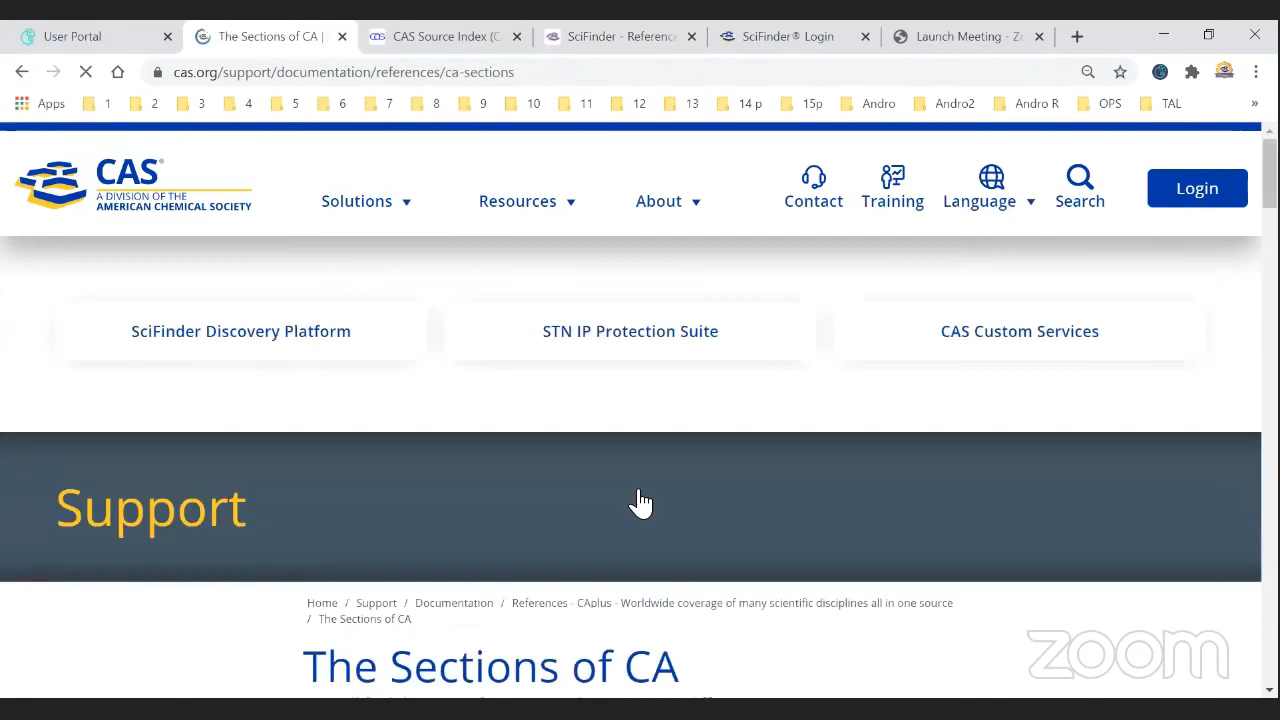 User Portal
The Sections of CA |
CAS Source Index (C
SciFinder - Reference
SciFinder® Login
Launch Meeting - Zo
cas.org/support/documentation/references/ca-sections
Apps 1 2 3 4 5 6 7 8 9 10 11 12 13 14 p 15p Andro Andro2 Andro R OPS TAL »
CAS®
A DIVISION OF THE
AMERICAN CHEMICAL SOCIETY
Solutions
Resources
About
Contact
Training
Language
Search
Login
SciFinder Discovery Platform
STN IP Protection Suite
CAS Custom Services
Support
Home / Support / Documentation / References - CAplus - Worldwide coverage of many scientific disciplines all in one source
/ The Sections of CA
The Sections of CA
zoom